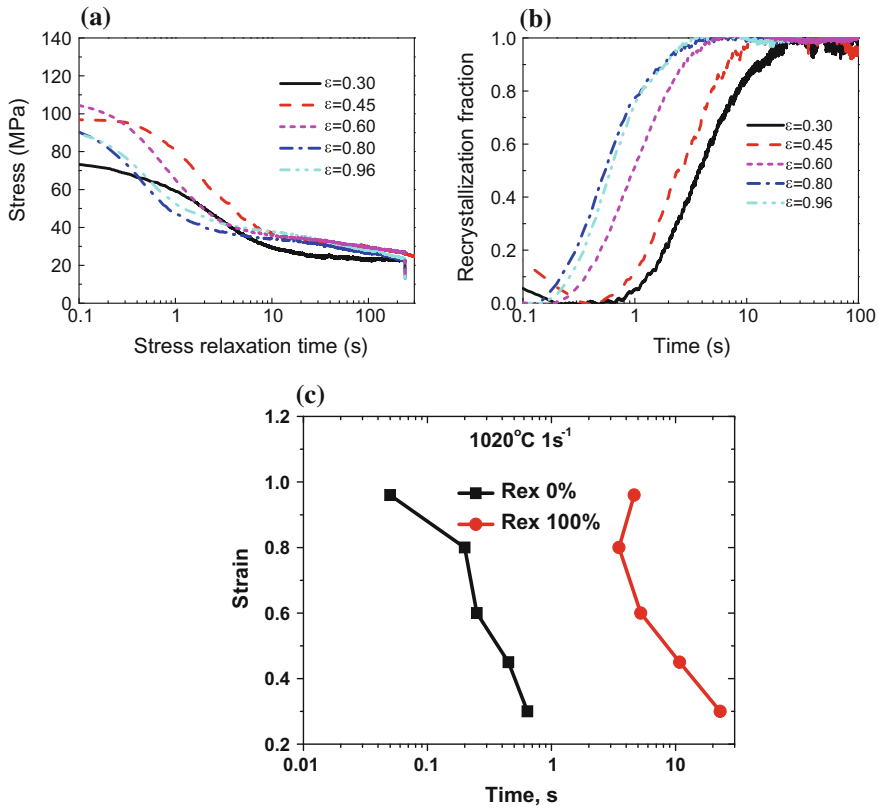 (a)
Stress (MPa)
140
120
100
80
60
40
20
0
0.1
1
10
100
Stress relaxation time (s)
ε=0.30
ε=0.45
ε=0.60
ε=0.80
ε=0.96
(b)
Recrystallization fraction
1.0
0.8
0.6
0.4
0.2
0.0
0.1
1
10
100
Time (s)
ε=0.30
ε=0.45
ε=0.60
ε=0.80
ε=0.96
(c)
Strain
1.2
1.0
0.8
0.6
0.4
0.2
0.01
0.1
1
10
Time, s
1020°C 1s⁻¹
Rex 0%
Rex 100%